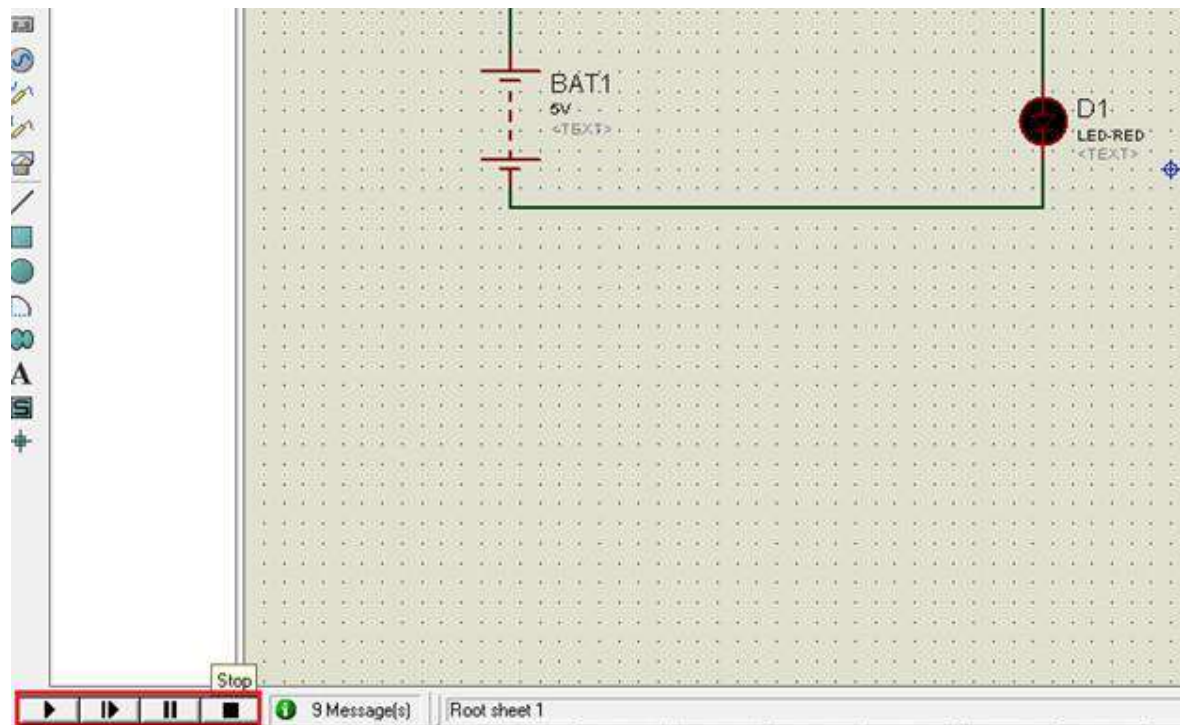 BAT1
5V
<TEXT>
D1
LED-RED
<TEXT>
A
S
Stop
9 Message(s)
Root sheet 1